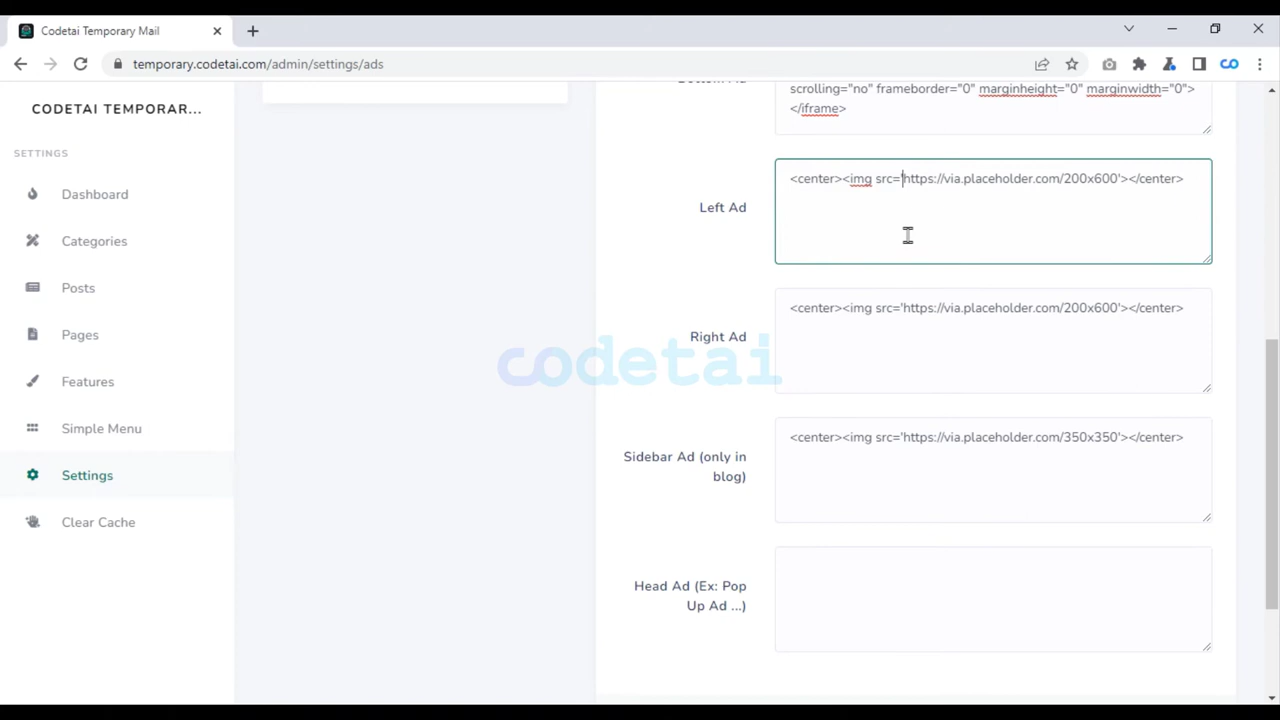 Codetai Temporary Mail
temporary.codetai.com/admin/settings/ads
CODETAI TEMPORAR...
SETTINGS
Dashboard
Categories
Posts
Pages
Features
Simple Menu
Settings
Clear Cache
scrolling="no" frameborder="0" marginheight="0" marginwidth="0">
</iframe>
Left Ad
<center><img src='https://via.placeholder.com/200x600'></center>
Right Ad
<center><img src='https://via.placeholder.com/200x600'></center>
codetai
Sidebar Ad (only in
blog)
<center><img src='https://via.placeholder.com/350x350'></center>
Head Ad (Ex: Pop
Up Ad ...)